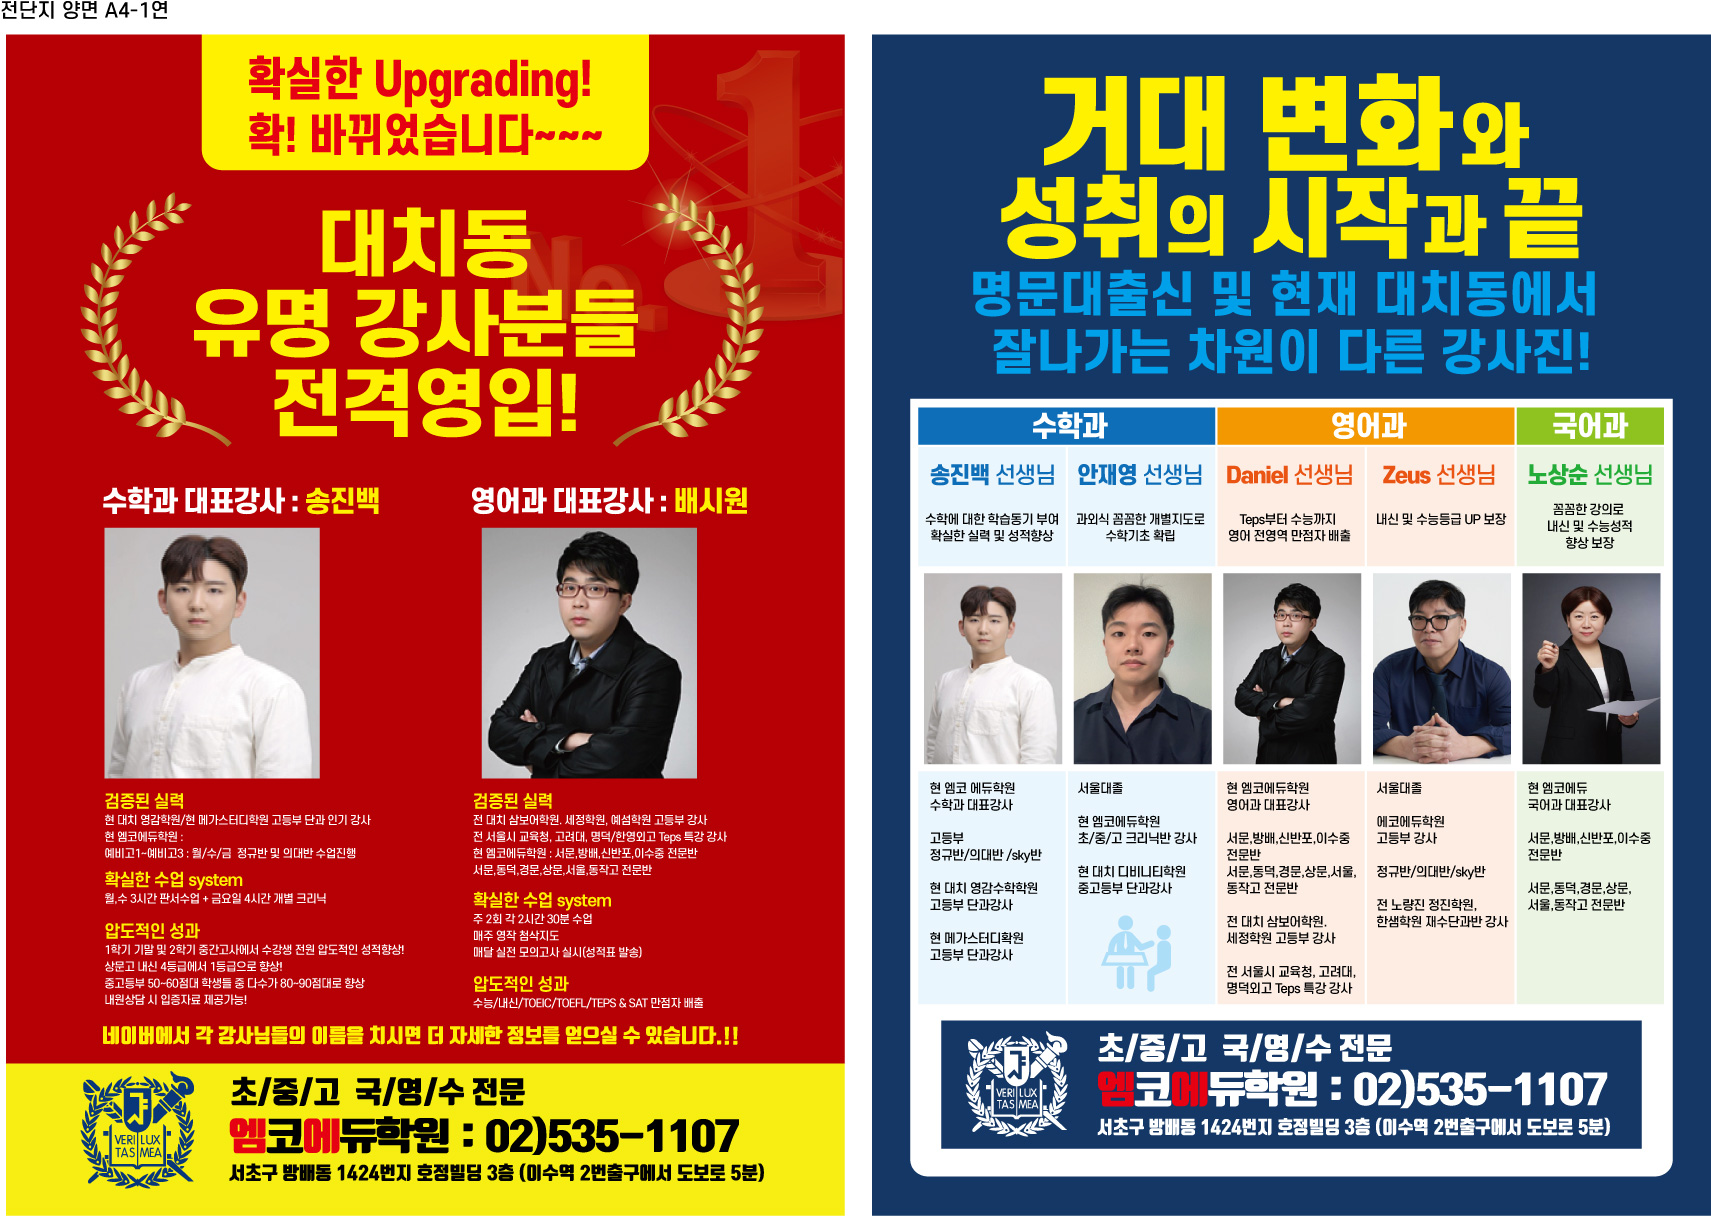 전단지 양면 A4-1연
확실한 Upgrading!
확! 바뀌었습니다~~~
No.1
대치동
유명 강사분들
전격영입!
수학과 대표강사 : 송진백
검증된 실력
현 대치 영감학원/현 메가스터디학원 고등부 단과 인기 강사
현 엠코에듀학원 :
예비고1~예비고3 : 월/수/금 정규반 및 의대반 수업진행
확실한 수업 system
월,수 3시간 판서수업 + 금요일 4시간 개별 크리닉
압도적인 성과
1학기 기말 및 2학기 중간고사에서 수강생 전원 압도적인 성적향상!
상문고 내신 4등급에서 1등급으로 향상!
중고등부 50~60점대 학생들 중 다수가 80~90점대로 향상
내원상담 시 입증자료 제공가능!
영어과 대표강사 : 배시원
검증된 실력
전 대치 삼보어학원. 세정학원, 예섬학원 고등부 강사
전 서울시 교육청, 고려대, 명덕/한영외고 Teps 특강 강사
현 엠코에듀학원 : 서문,방배,신반포,이수중 전문반
서문,동덕,경문,상문,서울,동작고 전문반
확실한 수업 system
주 2회 각 2시간 30분 수업
매주 영작 첨삭지도
매달 실전 모의고사 실시(성적표 발송)
압도적인 성과
수능/내신/TOEIC/TOEFL/TEPS & SAT 만점자 배출
네이버에서 각 강사님들의 이름을 치시면 더 자세한 정보를 얻으실 수 있습니다.!!
VERI LUX
TAS MEA
초/중/고 국/영/수 전문
엠코에듀학원 : 02)535-1107
서초구 방배동 1424번지 호정빌딩 3층 (이수역 2번출구에서 도보로 5분)
거대 변화와
성취의 시작과 끝
명문대출신 및 현재 대치동에서
잘나가는 차원이 다른 강사진!
수학과
송진백 선생님
수학에 대한 학습동기 부여
확실한 실력 및 성적향상
현 엠코 에듀학원
수학과 대표강사
고등부
정규반/의대반 /sky반
현 대치 영감수학학원
고등부 단과강사
현 메가스터디확원
고등부 단과강사
안재영 선생님
과외식 꼼꼼한 개별지도로
수학기초 확립
서울대졸
현 엠코에듀학원
초/중/고 크리닉반 강사
현 대치 디비니티학원
중고등부 단과강사
영어과
Daniel 선생님
Teps부터 수능까지
영어 전영역 만점자 배출
현 엠코에듀학원
영어과 대표강사
서문,방배,신반포,이수중
전문반
서문,동덕,경문,상문,서울,
동작고 전문반
전 대치 삼보어학원.
세정학원 고등부 강사
전 서울시 교육청, 고려대,
명덕외고 Teps 특강 강사
Zeus 선생님
내신 및 수능등급 UP 보장
서울대졸
에코에듀학원
고등부 강사
정규반/의대반/sky반
전 노량진 정진학원,
한샘학원 재수단과반 강사
국어과
노상순 선생님
꼼꼼한 강의로
내신 및 수능성적
향상 보장
현 엠코에듀
국어과 대표강사
서문,방배,신반포,이수중
전문반
서문,동덕,경문,상문,
서울,동작고 전문반
VERI LUX
TAS MEA
초/중/고 국/영/수 전문
엠코에듀학원 : 02)535-1107
서초구 방배동 1424번지 호정빌딩 3층 (이수역 2번출구에서 도보로 5분)